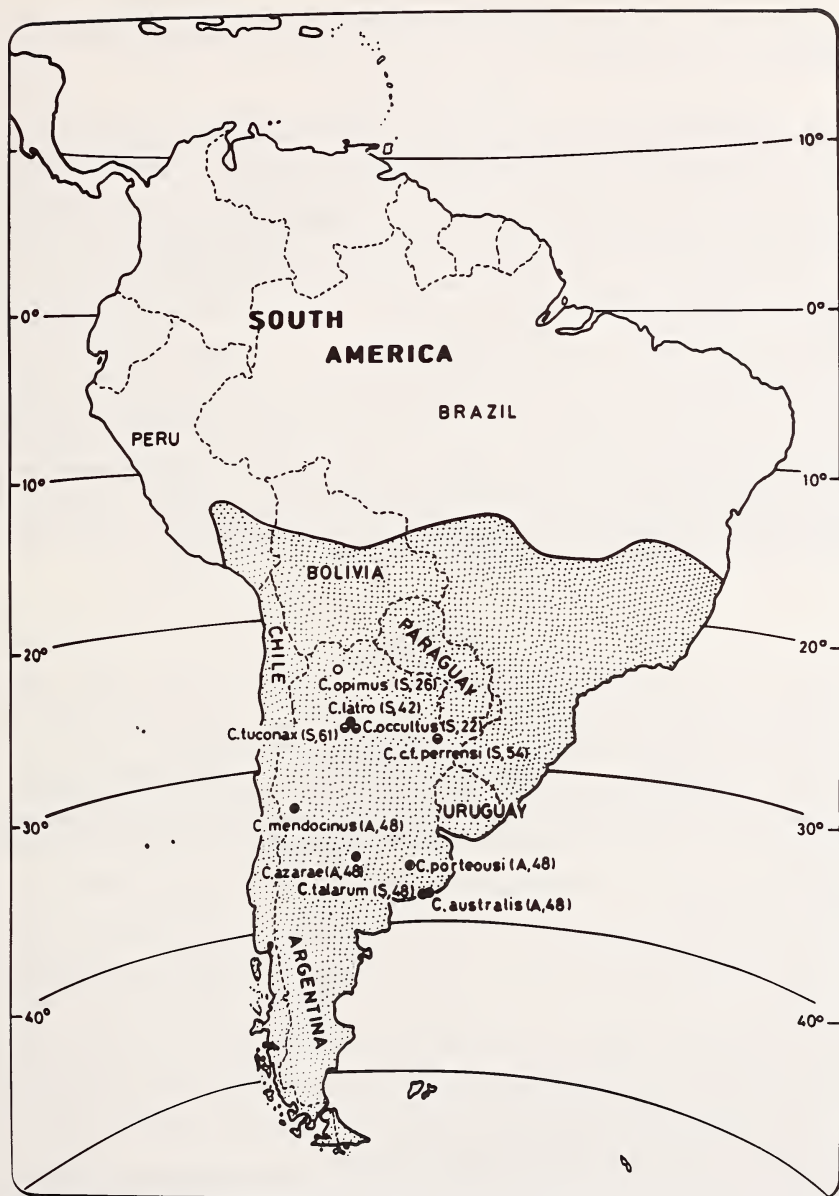 10°
0°
0°
SOUTH
AMERICA
BRAZIL
PERU
10°
10°
BOLIVIA
CHILE
PARAGUAY
20°
20°
C.opimus (S,26)
C.latro (S,42)
C.tuconax (S,61)
C.occultus (S,22)
C. c.f. perrensi (S,54)
URUGUAY
30°
30°
C. mendocinus (A,48)
C.azarae (A,48)
C.porteousi (A,48)
C.talarum (S,48)
C. australis (A,48)
ARGENTINA
40°
40°